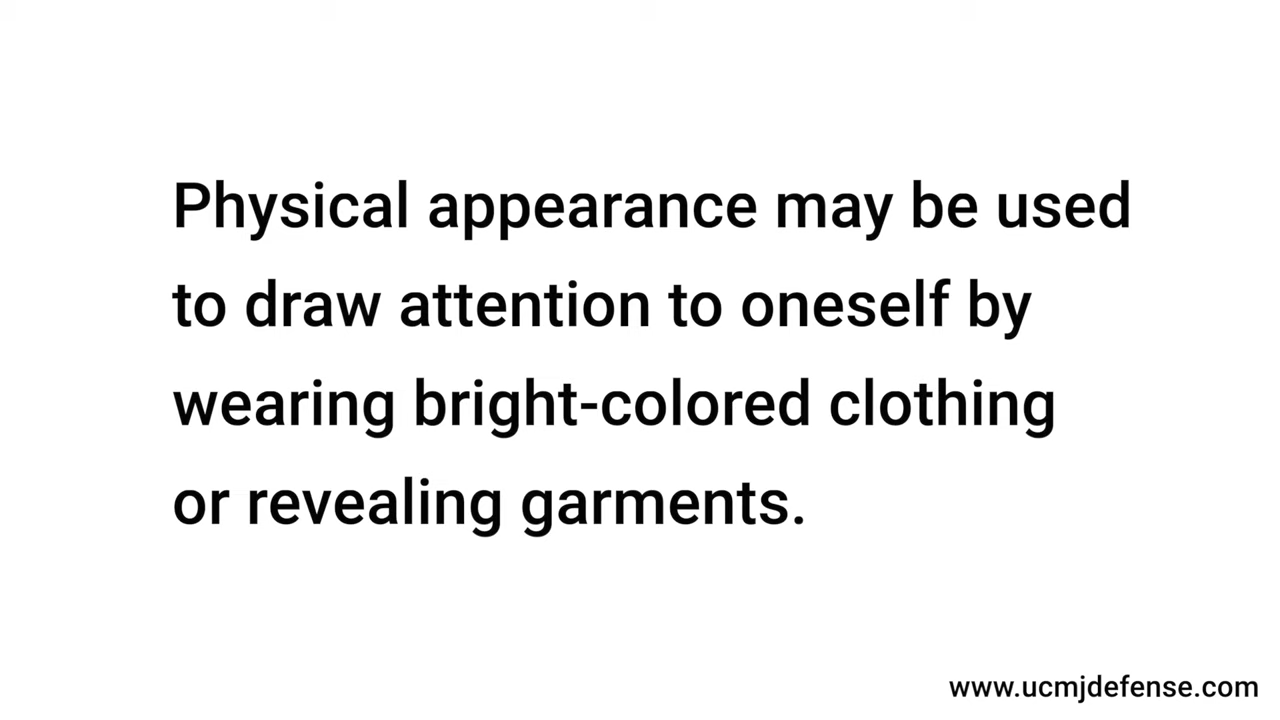 Physical appearance may be used
to draw attention to oneself by
wearing bright-colored clothing
or revealing garments.
www.ucmjdefense.com